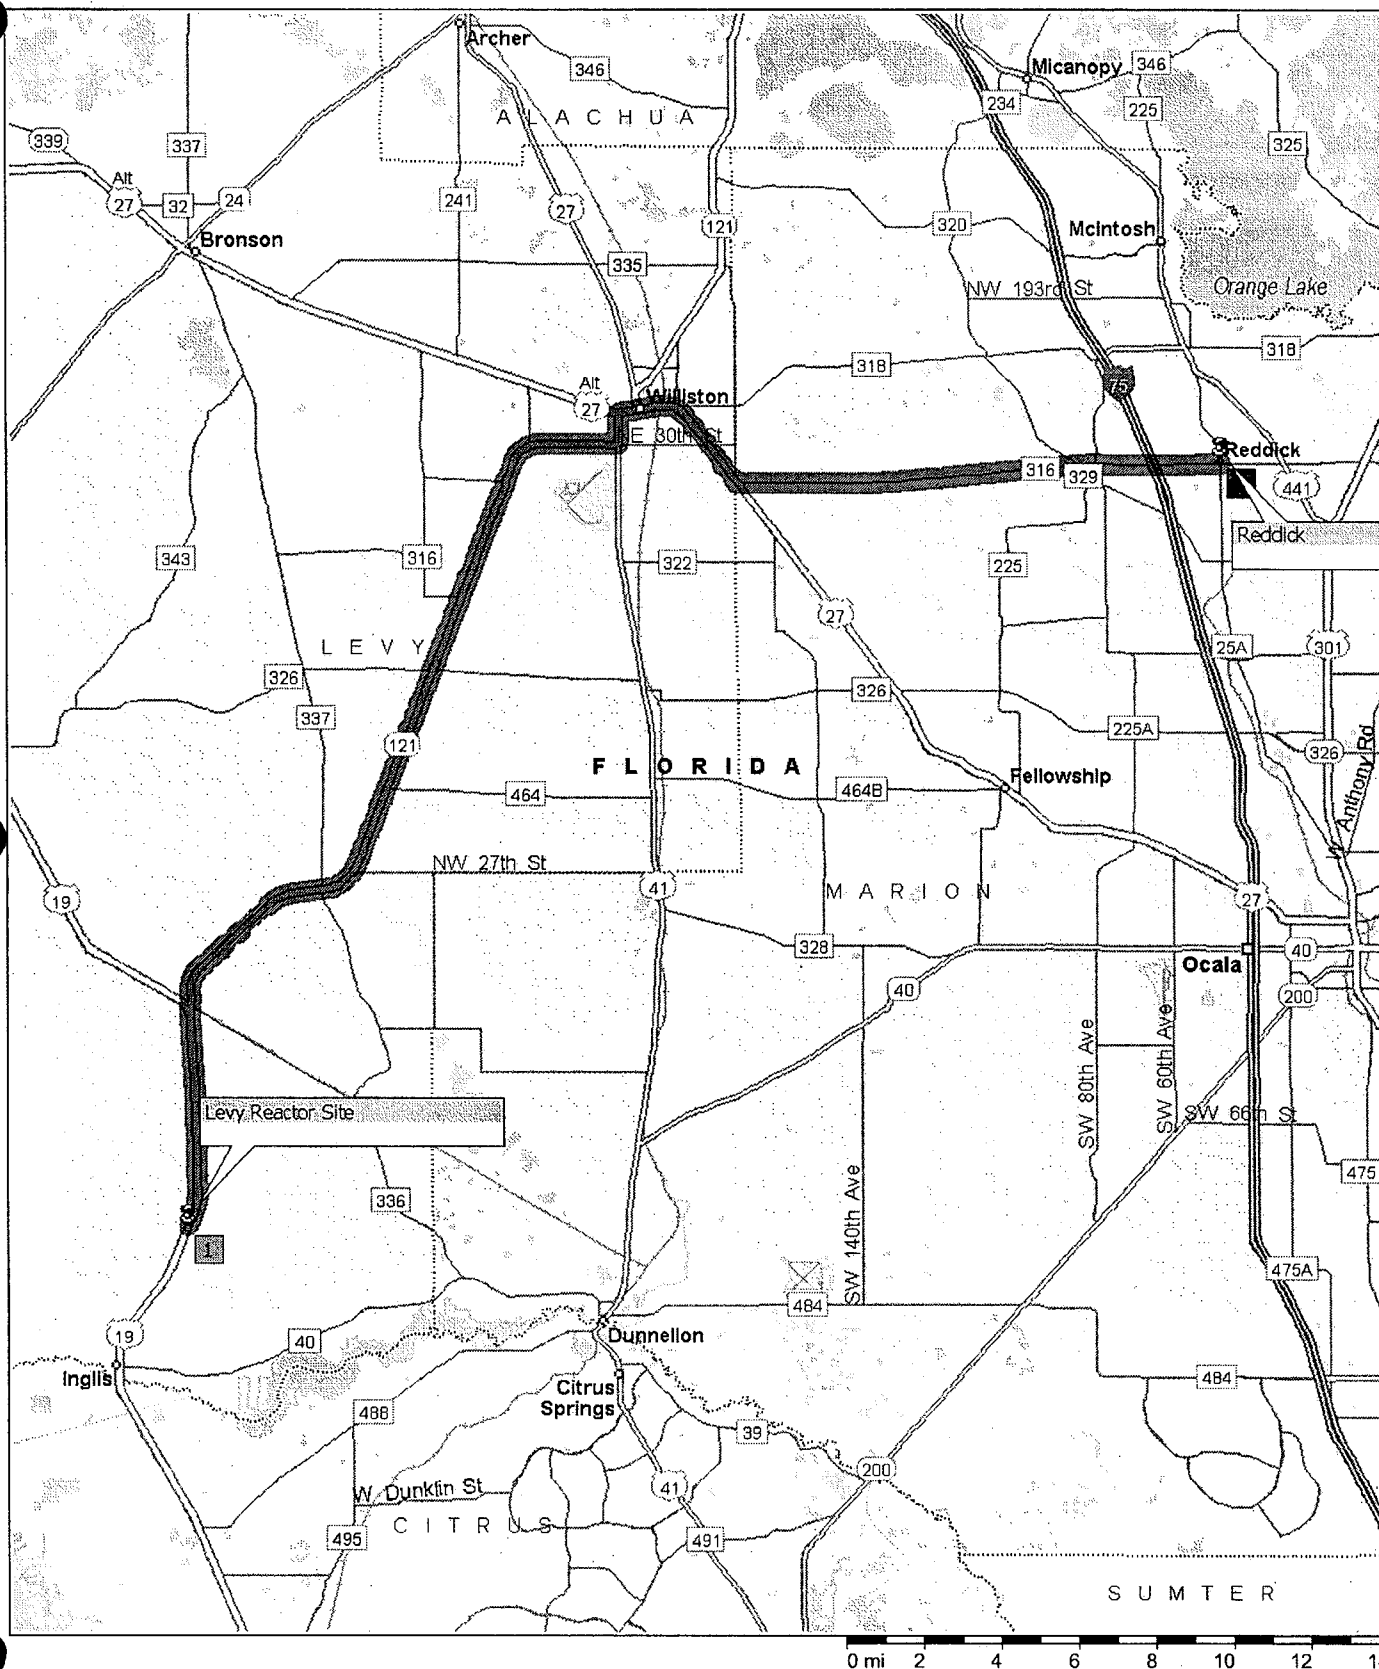 Archer
346
Micanopy
346
234
225
ALACHUA
339
337
325
Alt
27
32
24
241
27
121
320
McIntosh
Bronson
335
NW 193rd St
Orange Lake
318
318
Alt
27
75
Williston
NE 30th St
Reddick
316
329
441
Reddick
343
316
322
225
27
LEVY
25A
301
326
326
337
225A
121
326
FLORIDA
Fellowship
464
464B
W Anthony Rd
NW 27th St
19
41
MARION
27
328
40
Ocala
40
200
SW 80th Ave
SW 60th Ave
Levy Reactor Site
SW 66th St
475
336
SW 140th Ave
1
475A
484
19
40
Dunnellon
Inglis
Citrus
Springs
484
488
39
200
W Dunklin St
41
CITRUS
495
491
SUMTER
0 mi 2 4 6 8 10 12